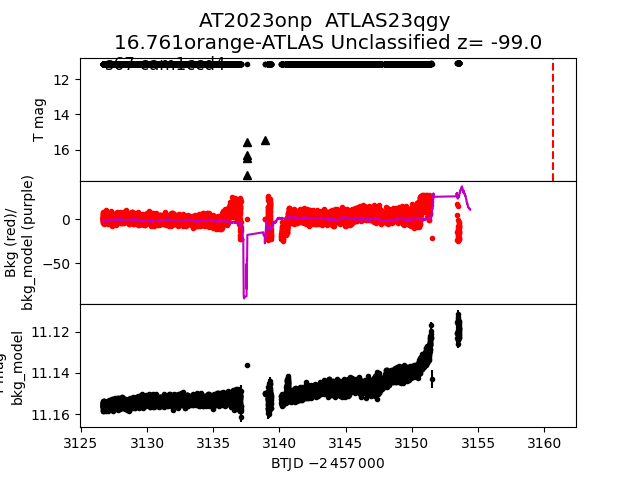 AT2023onp  ATLAS23qgy
16.761orange-ATLAS Unclassified z= -99.0
T mag
12
14
16
Bkg (red)/
bkg_model (purple)
0
−50
mag
bkg_model
11.12
11.14
11.16
3125
3130
3135
3140
3145
3150
3155
3160
BTJD −2 457 000